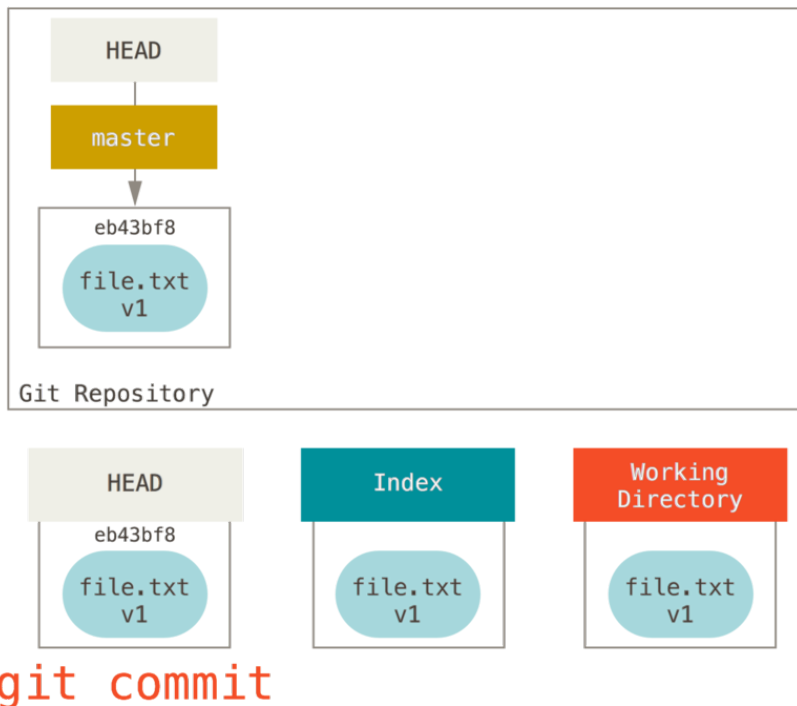 HEAD
master
eb43bf8
file.txt
v1
Git Repository
HEAD
Index
Working
Directory
eb43bf8
file.txt
v1
file.txt
v1
file.txt
v1
git commit